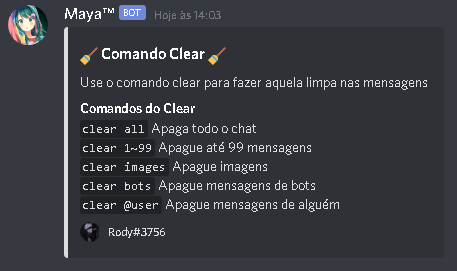 Maya™ BOT Hoje às 14:03
Comando Clear
Use o comando clear para fazer aquela limpa nas mensagens
Comandos do Clear
clear all Apaga todo o chat
clear 1~99 Apague até 99 mensagens
clear images Apague imagens
clear bots Apague mensagens de bots
clear @user Apague mensagens de alguém
Rody#3756